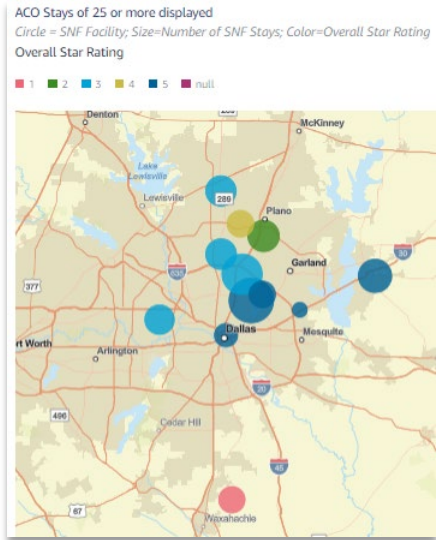 ACO Stays of 25 or more displayed
Circle = SNF Facility; Size=Number of SNF Stays; Color=Overall Star Rating
Overall Star Rating
1 2 3 4 5 null
Denton
McKinney
Lake
Lewisville
Lewisville
286
Plano
Garland
30
377
635
Dallas
Mesquite
rt Worth
Arlington
20
496
Cedar Hill
45
67
Waxahachie